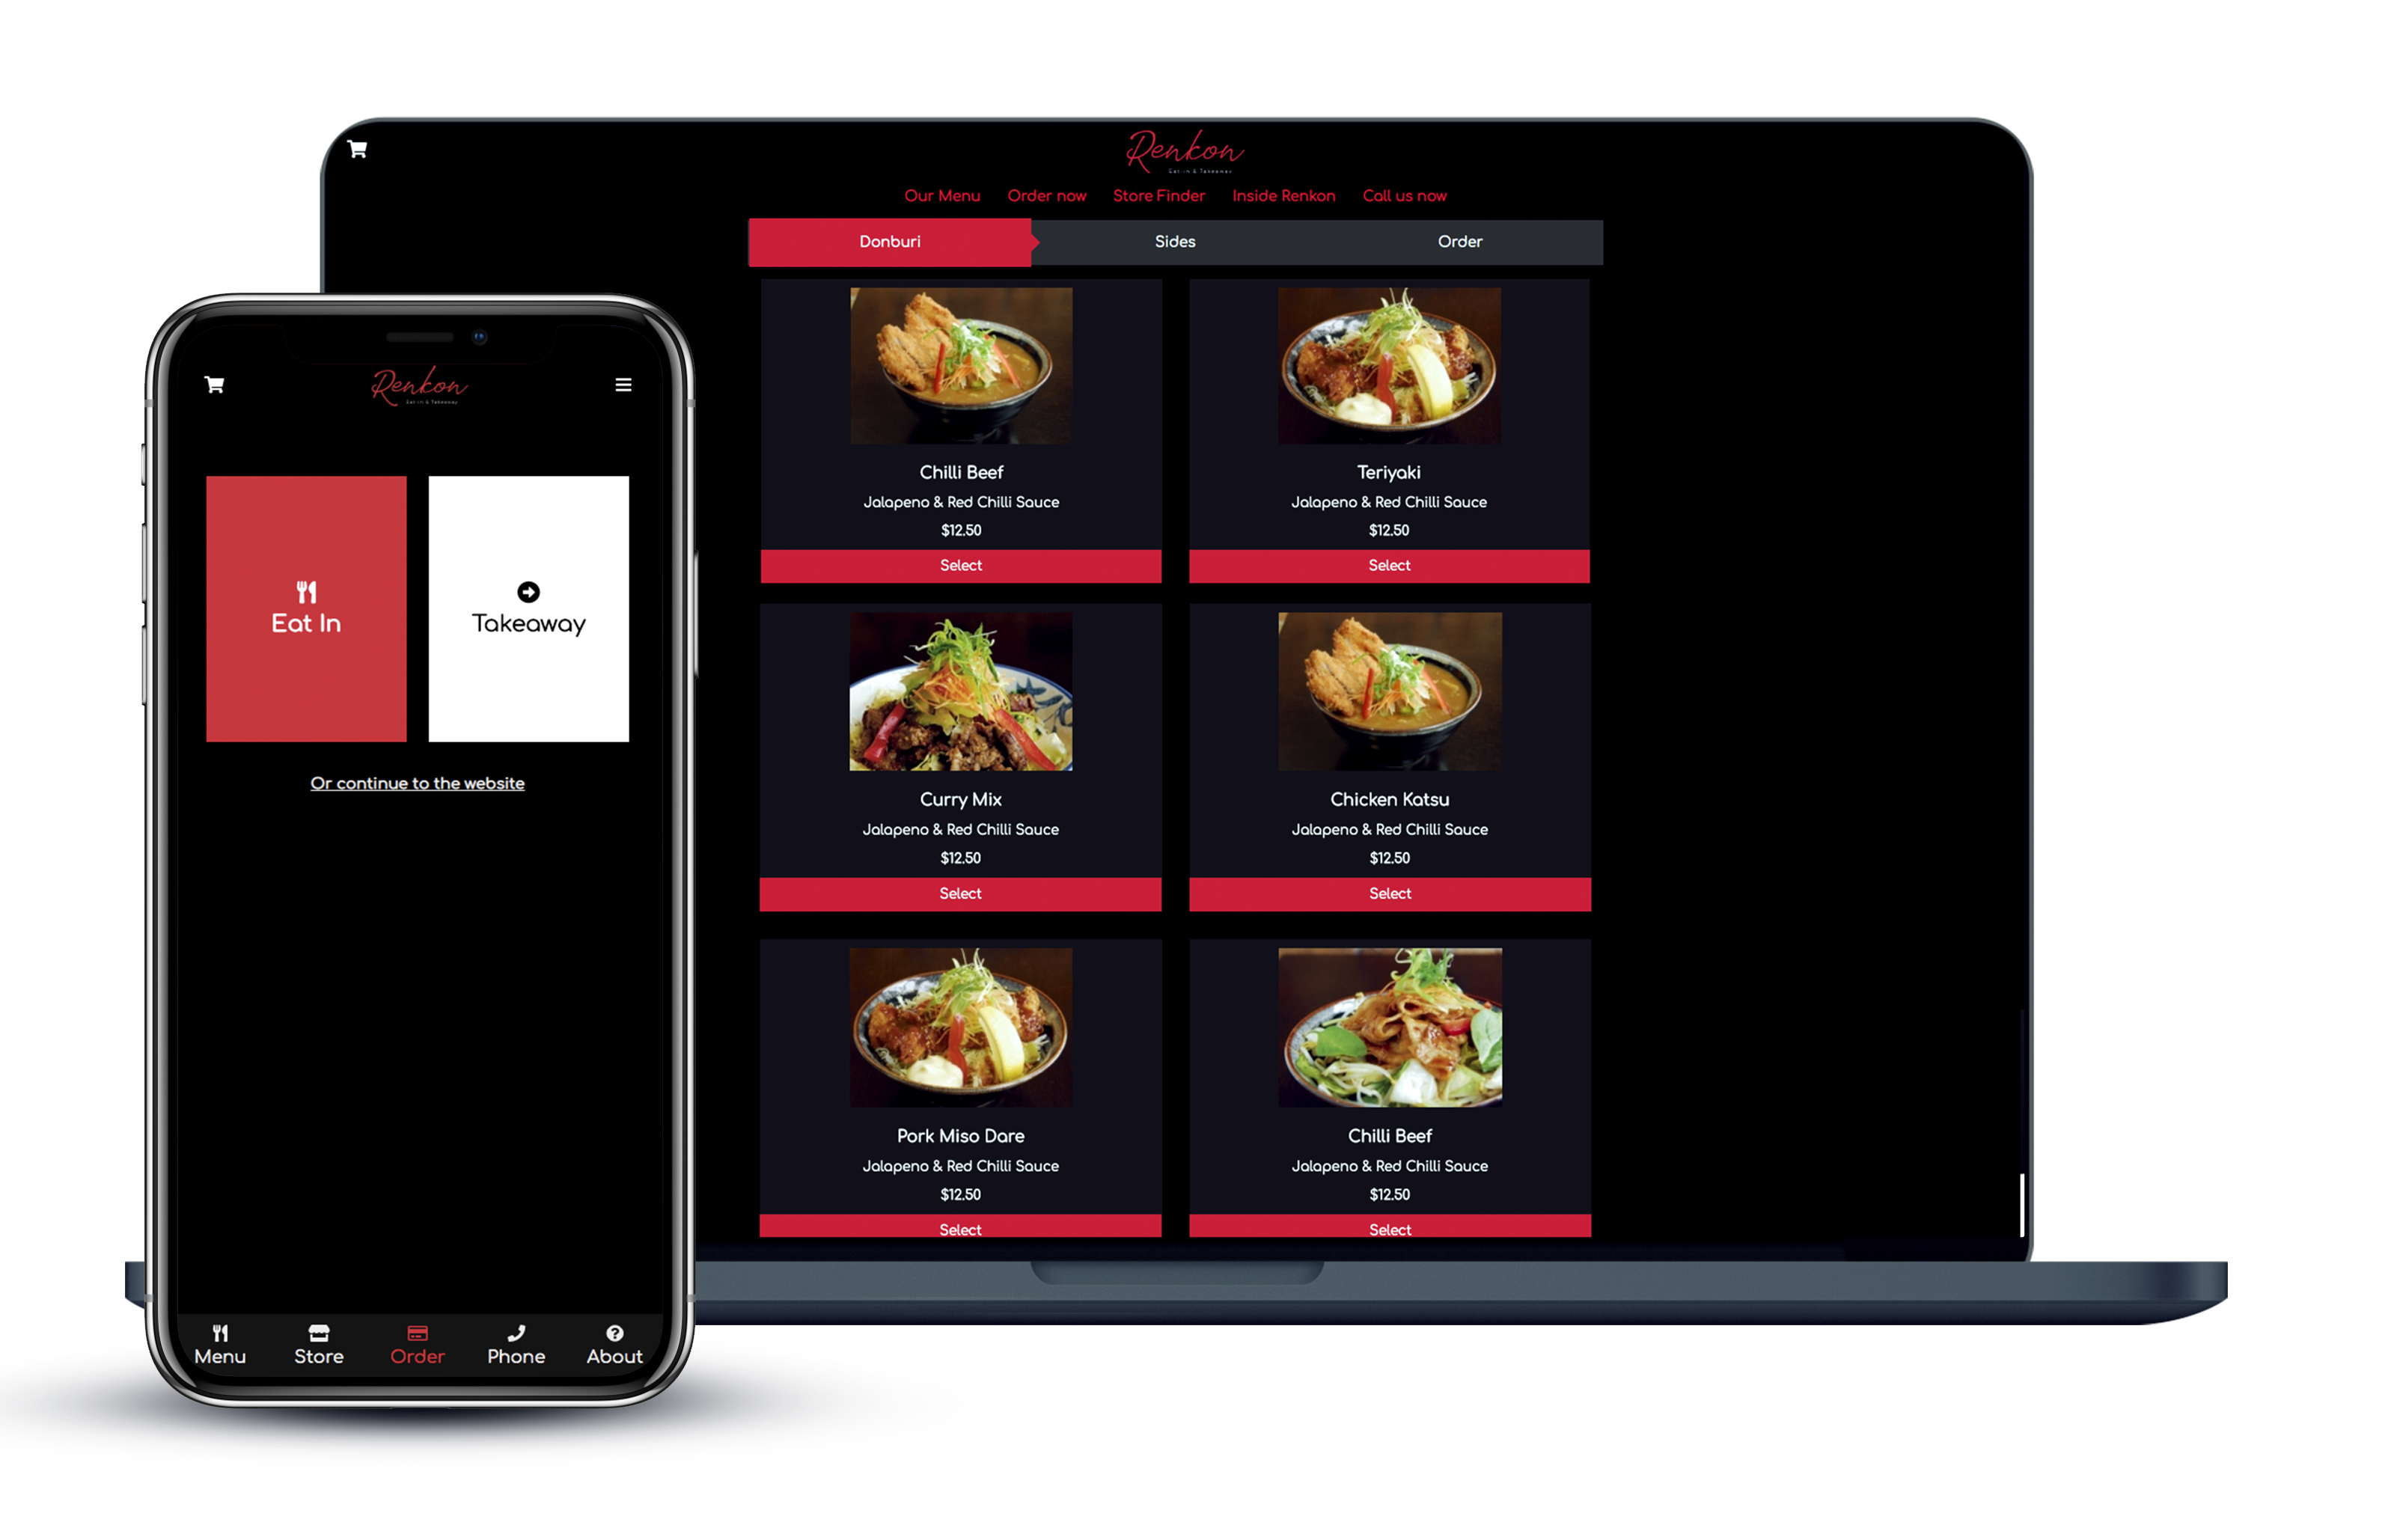 Renkon
Eat-in & Takeaway
Our Menu Order now Store Finder Inside Renkon Call us now
Donburi Sides Order
Chilli Beef
Jalapeno & Red Chilli Sauce
$12.50
Select
Teriyaki
Jalapeno & Red Chilli Sauce
$12.50
Select
Curry Mix
Jalapeno & Red Chilli Sauce
$12.50
Select
Chicken Katsu
Jalapeno & Red Chilli Sauce
$12.50
Select
Pork Miso Dare
Jalapeno & Red Chilli Sauce
$12.50
Select
Chilli Beef
Jalapeno & Red Chilli Sauce
$12.50
Select
Renkon
Eat-in & Takeaway
Eat In
Takeaway
Or continue to the website
Menu Store Order Phone About